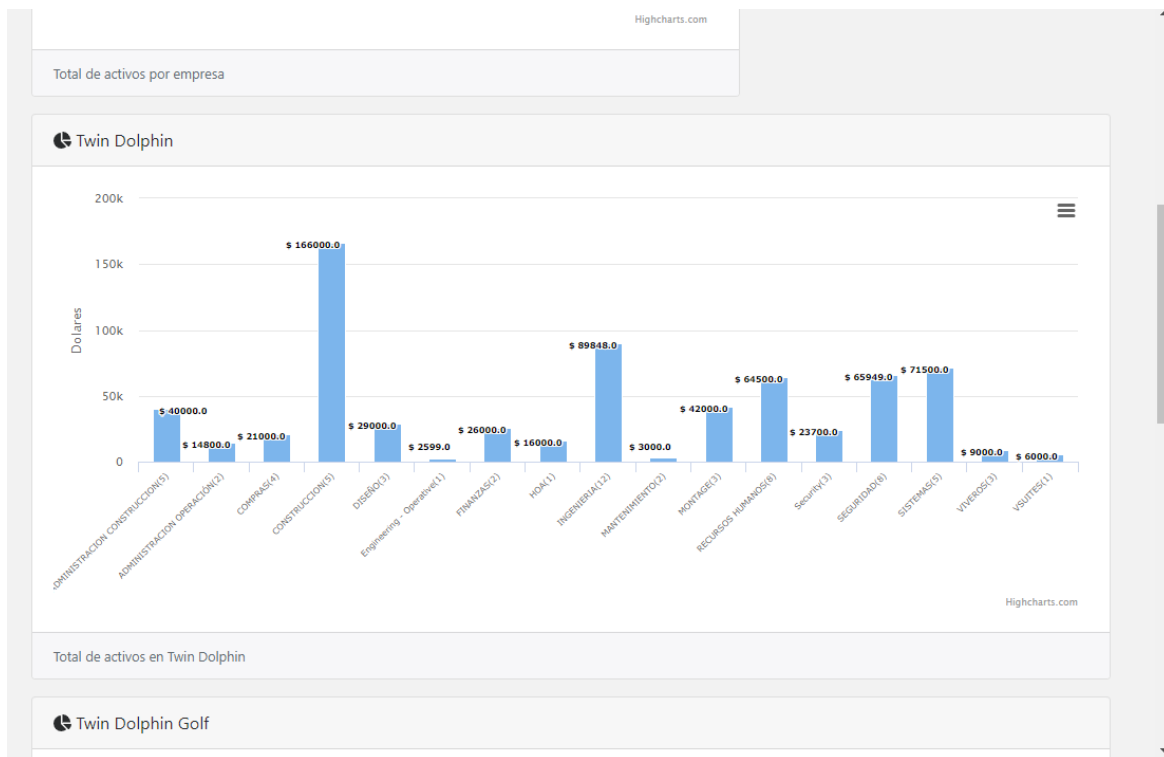 Highcharts.com
Total de activos por empresa
Twin Dolphin
200k
150k
100k
50k
0
Dolares
$ 40000.0
$ 14800.0
$ 21000.0
$ 166000.0
$ 29000.0
$ 2599.0
$ 26000.0
$ 16000.0
$ 89848.0
$ 3000.0
$ 42000.0
$ 64500.0
$ 23700.0
$ 65949.0
$ 71500.0
$ 9000.0
$ 6000.0
DMINISTRACION CONSTRUCCION(5)
ADMINISTRACION OPERACIÓN(2)
COMPRAS(4)
CONSTRUCCION(5)
DISEÑO(3)
Engineering - Operative(1)
FINANZAS(2)
HOA(1)
INGENIERIA(12)
MANTENIMIENTO(2)
MONTAGE(3)
RECURSOS HUMANOS(8)
Security(3)
SEGURIDAD(8)
SISTEMAS(5)
VIVEROS(3)
VSUITES(1)
Highcharts.com
Total de activos en Twin Dolphin
Twin Dolphin Golf